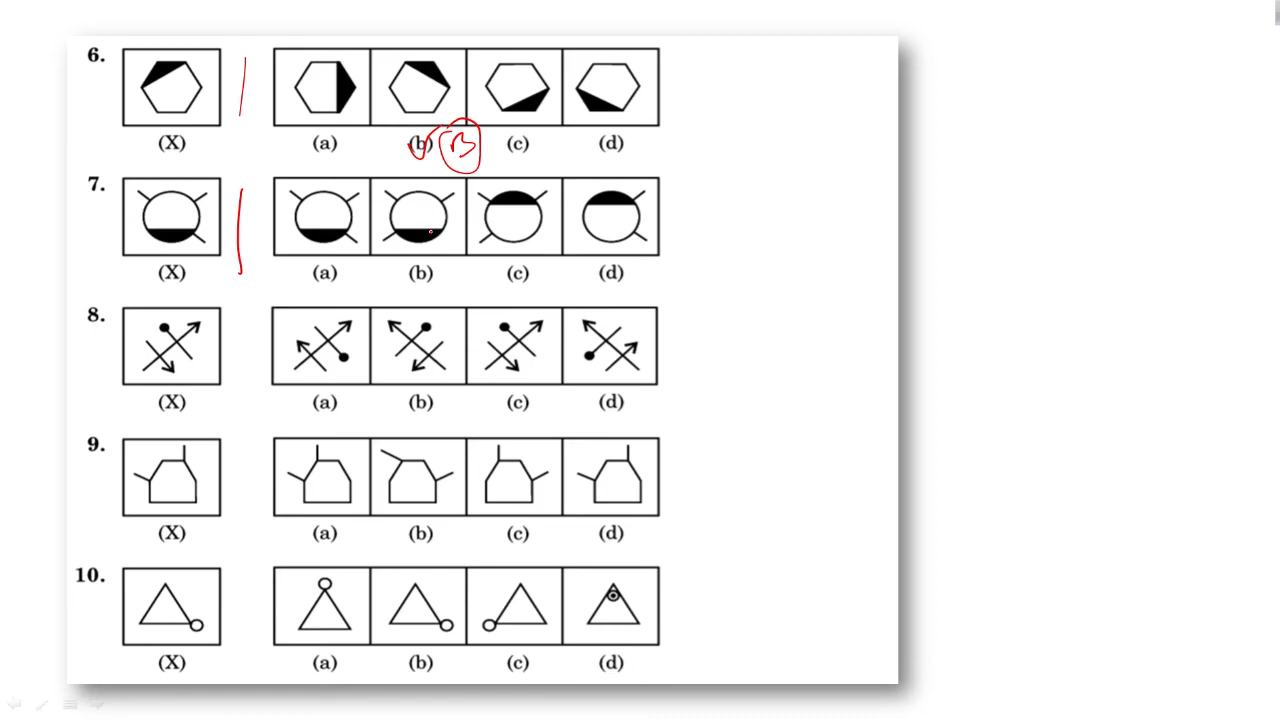 6.
(X) (a) (b) B (c) (d)
7.
(X) (a) (b) (c) (d)
8.
(X) (a) (b) (c) (d)
9.
(X) (a) (b) (c) (d)
10.
(X) (a) (b) (c) (d)